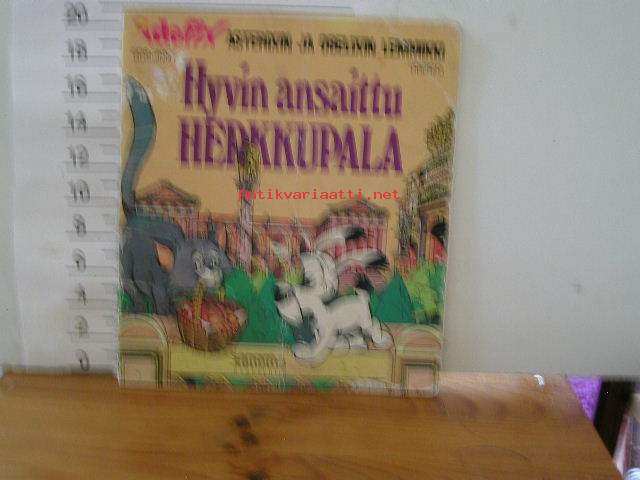 20
18
16
14
12
10
8
6
4
2
0
Idefix
ASTERIXIN JA OBELIXIN LEMMIKKI
Hyvin ansaittu
HERKKUPALA
Antikvariaatti.net
sanoma